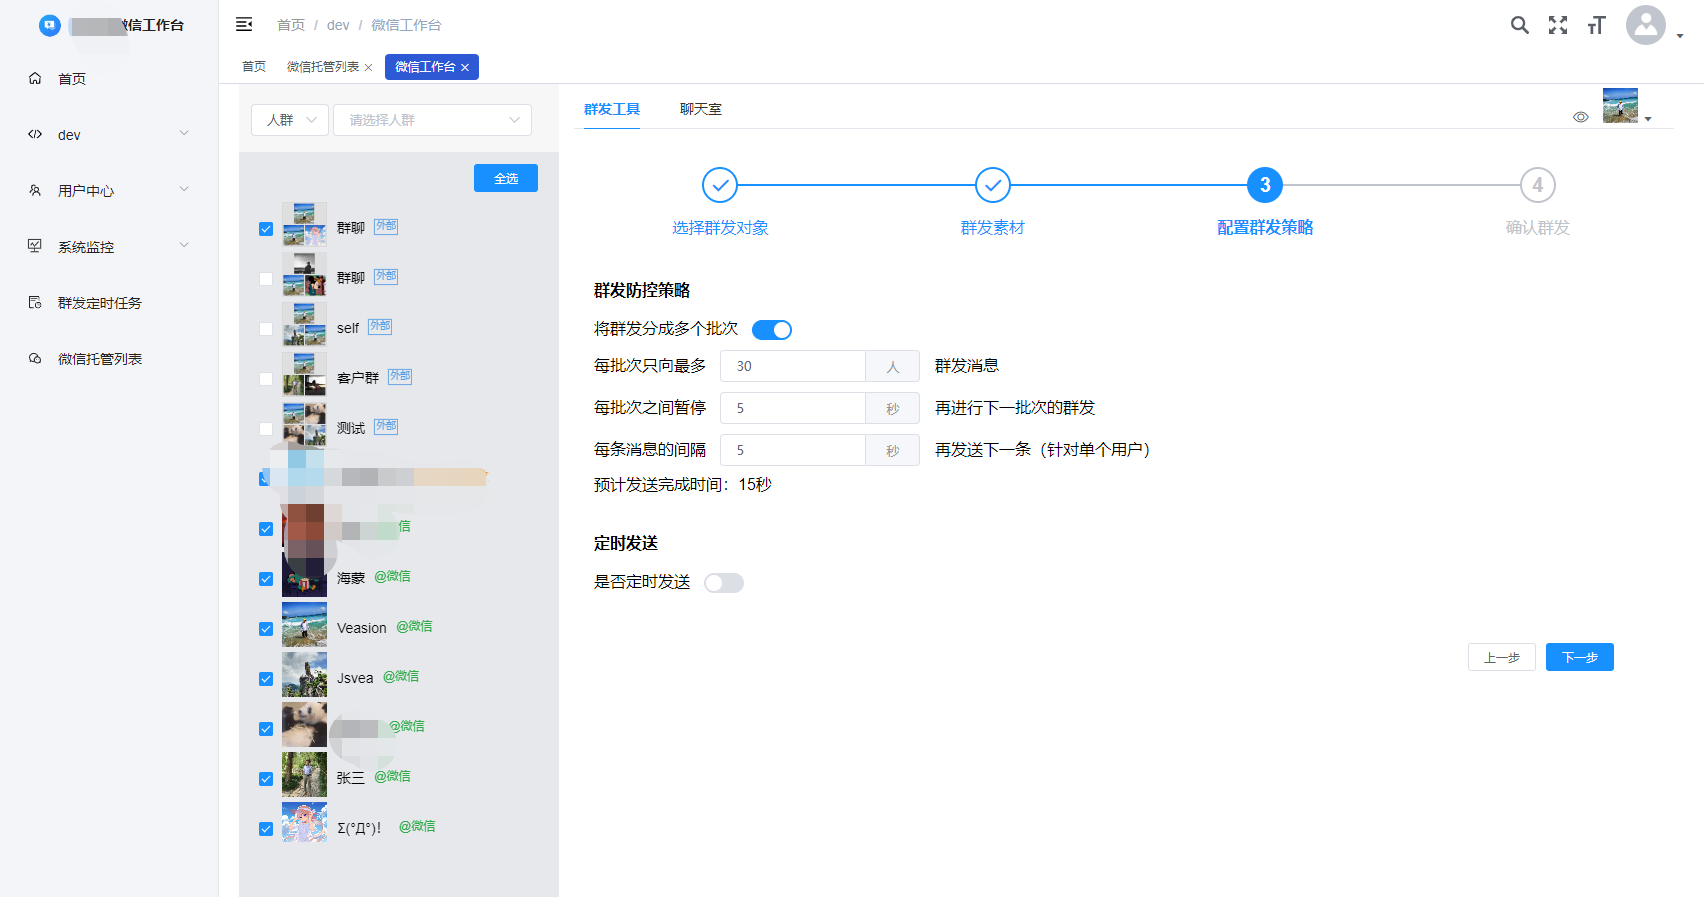 微信工作台
首页 / dev / 微信工作台
首页
微信托管列表 ×
微信工作台 ×
首页
dev
用户中心
系统监控
群发定时任务
微信托管列表
人群
请选择人群
全选
群聊 外部
群聊 外部
self 外部
客户群 外部
测试 外部
信
海蒙 @微信
Veasion @微信
Jsvea @微信
@微信
张三 @微信
Σ(°Д°)! @微信
群发工具
聊天室
3
4
选择群发对象
群发素材
配置群发策略
确认群发
群发防控策略
将群发分成多个批次
每批次只向最多 30 人 群发消息
每批次之间暂停 5 秒 再进行下一批次的群发
每条消息的间隔 5 秒 再发送下一条（针对单个用户）
预计发送完成时间：15秒
定时发送
是否定时发送
上一步
下一步